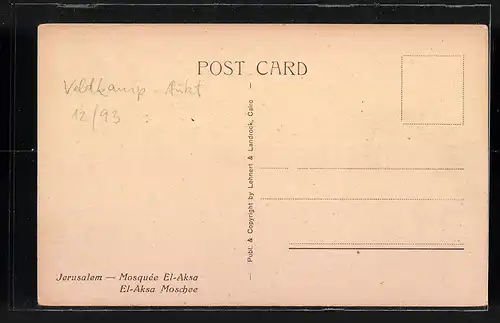 POST CARD
Veldkamp - Aukt
12/93
Publ. & Copyright by Lehnert & Landrock, Cairo
Jerusalem — Mosquée El-Aksa
El-Aksa Moschee